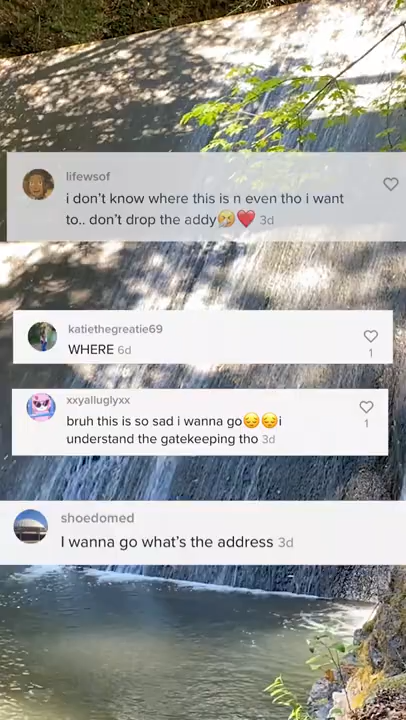 lifewsof
i don't know where this is n even tho i want
to.. don't drop the addy😢❤️ 3d
katiethegreatie69
WHERE 6d
1
xxyalluglyxx
bruh this is so sad i wanna go😔😔i
1
understand the gatekeeping tho 3d
shoedomed
I wanna go what's the address 3d